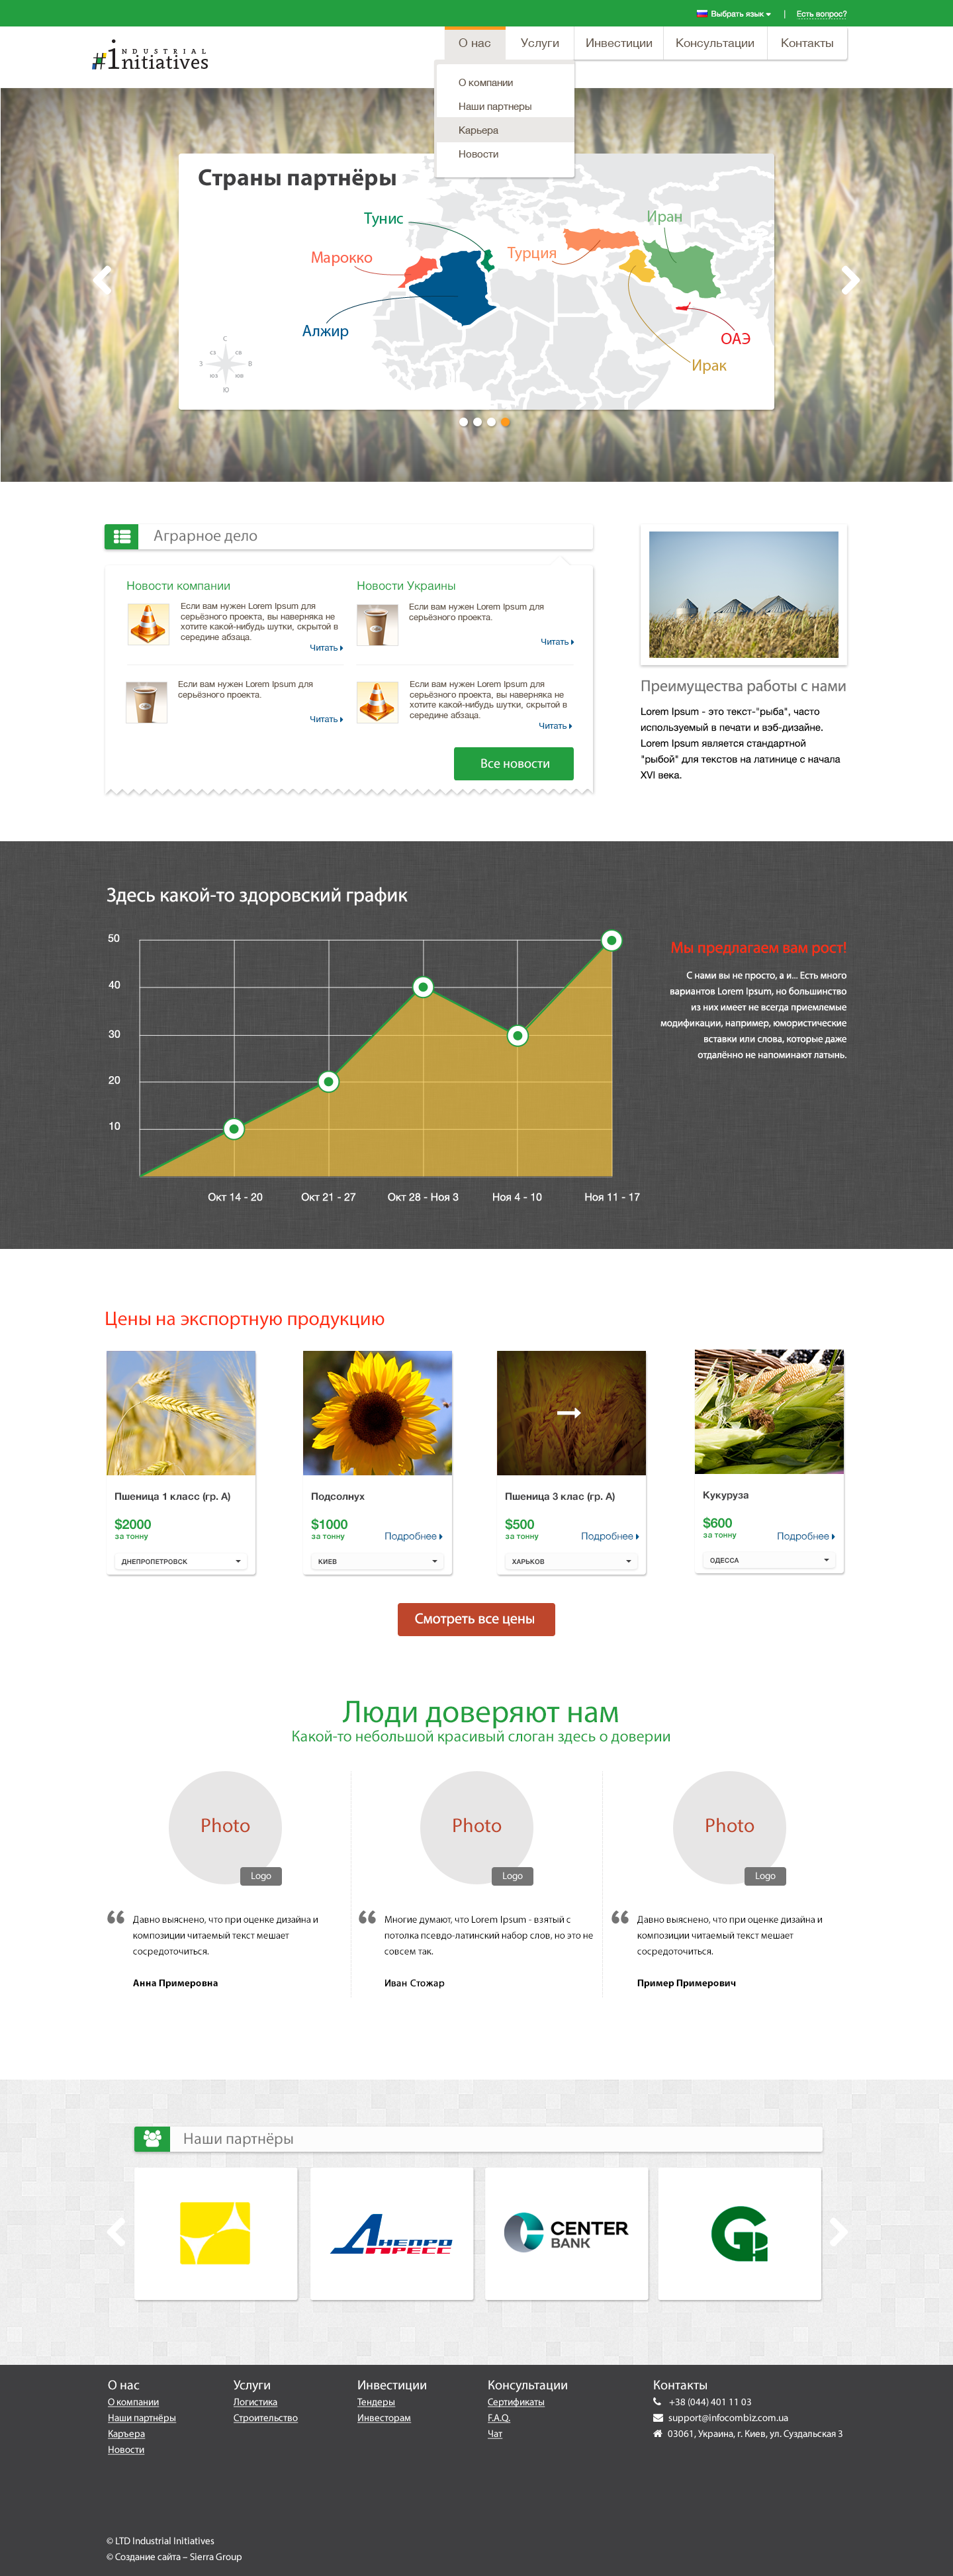 Выбрать язык
Есть вопрос?
INDUSTRIAL
#initiatives
О нас
Услуги
Инвестиции
Консультации
Контакты
О компании
Наши партнеры
Карьера
Новости
Страны партнёры
Тунис
Иран
Марокко
Турция
Алжир
ОАЭ
Ирак
С
СЗ
СВ
З
В
ЮЗ
ЮВ
Ю
Аграрное дело
Новости компании
Если вам нужен Lorem Ipsum для
серьёзного проекта, вы наверняка не
хотите какой-нибудь шутки, скрытой в
середине абзаца.
Читать
Новости Украины
Если вам нужен Lorem Ipsum для
серьёзного проекта.
Читать
Если вам нужен Lorem Ipsum для
серьёзного проекта.
Читать
Если вам нужен Lorem Ipsum для
серьёзного проекта, вы наверняка не
хотите какой-нибудь шутки, скрытой в
середине абзаца.
Читать
Все новости
Преимущества работы с нами
Lorem Ipsum - это текст-"рыба", часто
используемый в печати и вэб-дизайне.
Lorem Ipsum является стандартной
"рыбой" для текстов на латинице с начала
XVI века.
Здесь какой-то здоровский график
50
40
30
20
10
Окт 14 - 20
Окт 21 - 27
Окт 28 - Ноя 3
Ноя 4 - 10
Ноя 11 - 17
Мы предлагаем вам рост!
С нами вы не просто, а и... Есть много
вариантов Lorem Ipsum, но большинство
из них имеет не всегда приемлемые
модификации, например, юмористические
вставки или слова, которые даже
отдалённо не напоминают латынь.
Цены на экспортную продукцию
Пшеница 1 класс (гр. А)
$2000
за тонну
ДНЕПРОПЕТРОВСК
Подсолнух
$1000
за тонну
Подробнее
КИЕВ
Пшеница 3 клас (гр. А)
$500
за тонну
Подробнее
ХАРЬКОВ
Кукуруза
$600
за тонну
Подробнее
ОДЕССА
Смотреть все цены
Люди доверяют нам
Какой-то небольшой красивый слоган здесь о доверии
Photo
Logo
Photo
Logo
Photo
Logo
Давно выяснено, что при оценке дизайна и
композиции читаемый текст мешает
сосредоточиться.
Анна Примеровна
Многие думают, что Lorem Ipsum - взятый с
потолка псевдо-латинский набор слов, но это не
совсем так.
Иван Стожар
Давно выяснено, что при оценке дизайна и
композиции читаемый текст мешает
сосредоточиться.
Пример Примерович
Наши партнёры
ДНЕПРО
ПРЕСС
CENTER
BANK
О нас
О компании
Наши партнёры
Каръера
Новости
Услуги
Логистика
Строительство
Инвестиции
Тендеры
Инвесторам
Консультации
Сертификаты
F.A.Q.
Чат
Контакты
+38 (044) 401 11 03
support@infocombiz.com.ua
03061, Украина, г. Киев, ул. Суздальская 3
© LTD Industrial Initiatives
© Создание сайта – Sierra Group